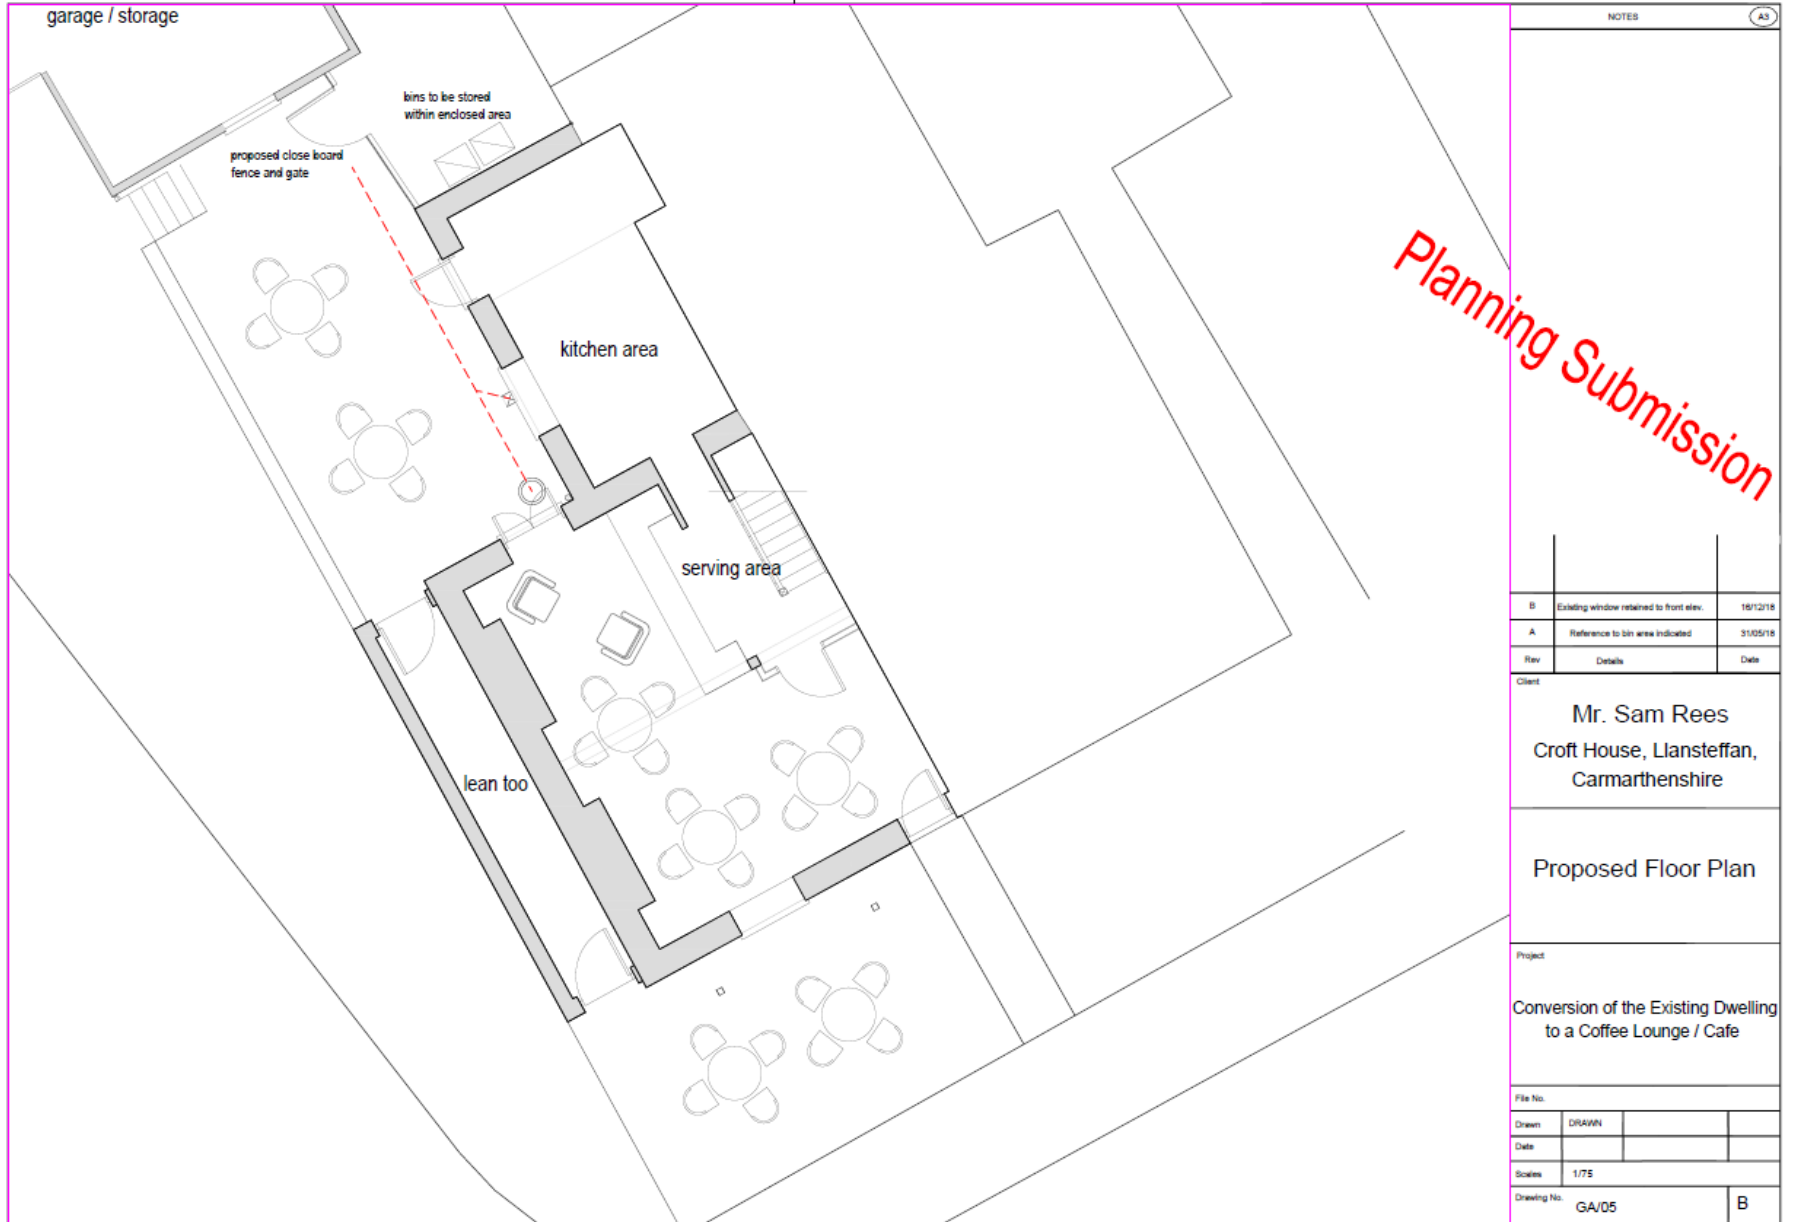 garage / storage
bins to be stored
within enclosed area
proposed close board
fence and gate
kitchen area
serving area
lean too
NOTES
A3
Planning Submission
B Existing window retained to front elev. 16/12/18
A Reference to bin area indicated 31/05/18
Rev Details Date
Client
Mr. Sam Rees
Croft House, Llansteffan,
Carmarthenshire
Proposed Floor Plan
Project
Conversion of the Existing Dwelling
to a Coffee Lounge / Cafe
File No.
Drawn DRAWN
Date
Scales 1/75
Drawing No. GA/05 B